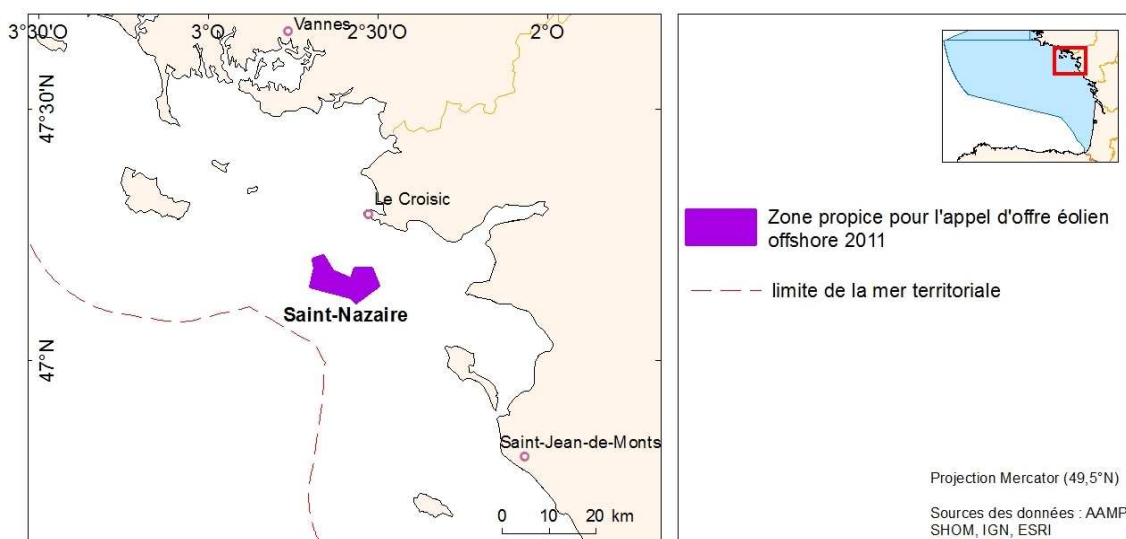 3°30'O
3°O
2°30'O
2°O
Vannes
47°30'N
Le Croisic
Saint-Nazaire
47°N
Saint-Jean-de-Monts
0 10 20 km
Zone propice pour l'appel d'offre éolien
offshore 2011
limite de la mer territoriale
Projection Mercator (49,5°N)
Sources des données : AAMP
SHOM, IGN, ESRI